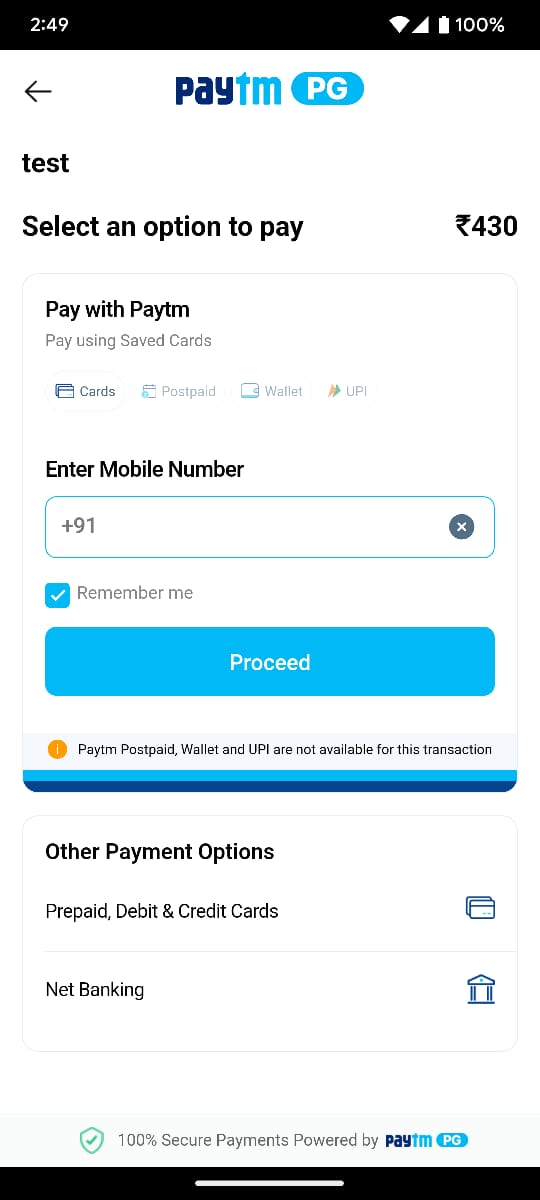 2:49 100%
paytm PG
test
Select an option to pay ₹430
Pay with Paytm
Pay using Saved Cards
Cards Postpaid Wallet UPI
Enter Mobile Number
+91
Remember me
Proceed
Paytm Postpaid, Wallet and UPI are not available for this transaction
Other Payment Options
Prepaid, Debit & Credit Cards
Net Banking
100% Secure Payments Powered by paytm PG